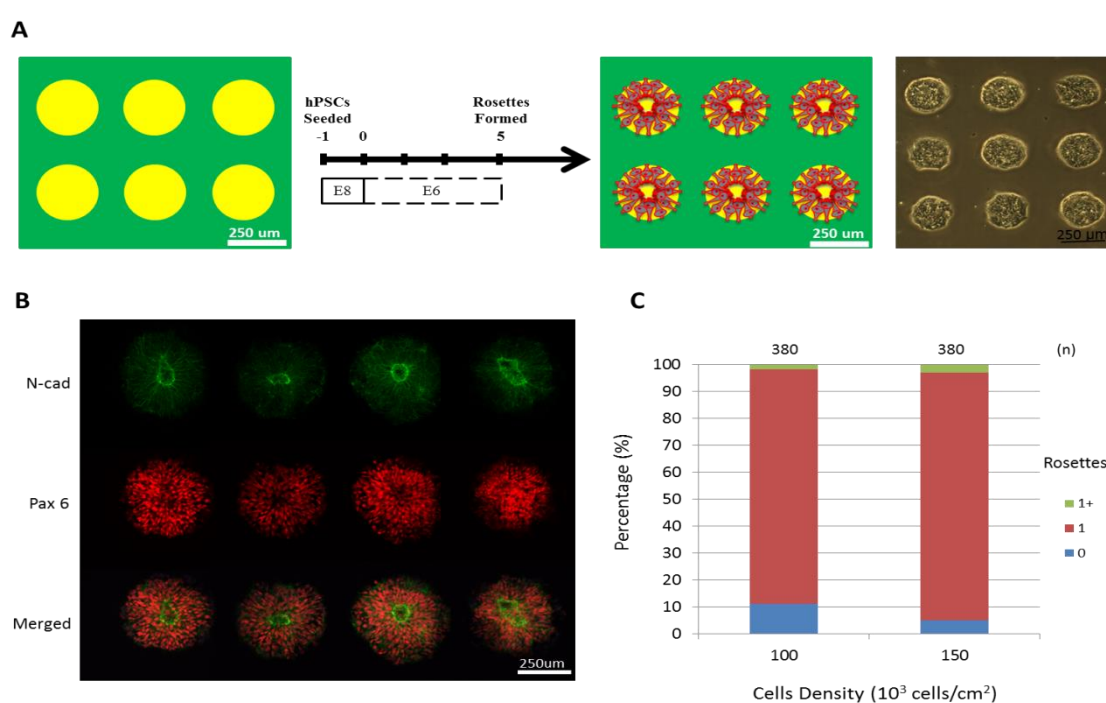 A
hPSCs
Seeded
Rosettes
Formed
-1 0 5
E8 E6
250 um
250 um
250 μm
B
N-cad
Pax 6
Merged
250um
C
380 380 (n)
100
90
80
70
60
50
40
30
20
10
0
Percentage (%)
100 150
Cells Density (10³ cells/cm²)
Rosettes
1+
1
0